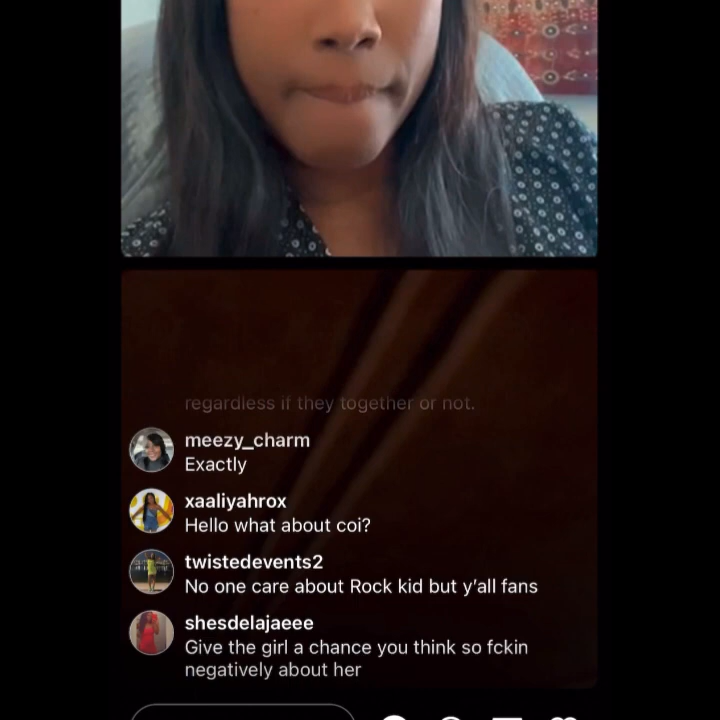 regardless if they together or not.
meezy_charm
Exactly
xaaliyahrox
Hello what about coi?
twistedevents2
No one care about Rock kid but y'all fans
shesdelajaeee
Give the girl a chance you think so fckin
negatively about her